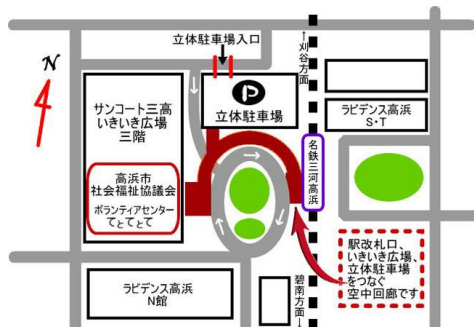 立体駐車場入口
↑刈谷方面
N
サンコート三高
いきいき広場
三階
P
立体駐車場
ラビデンス高浜
S・T
高浜市
社会福祉協議会
ボランティアセンター
てとてとて
名鉄三河高浜
駅改札口、
いきいき広場、
立体駐車場
をつなぐ
空中回廊です
ラビデンス高浜
N館
碧南方面↓